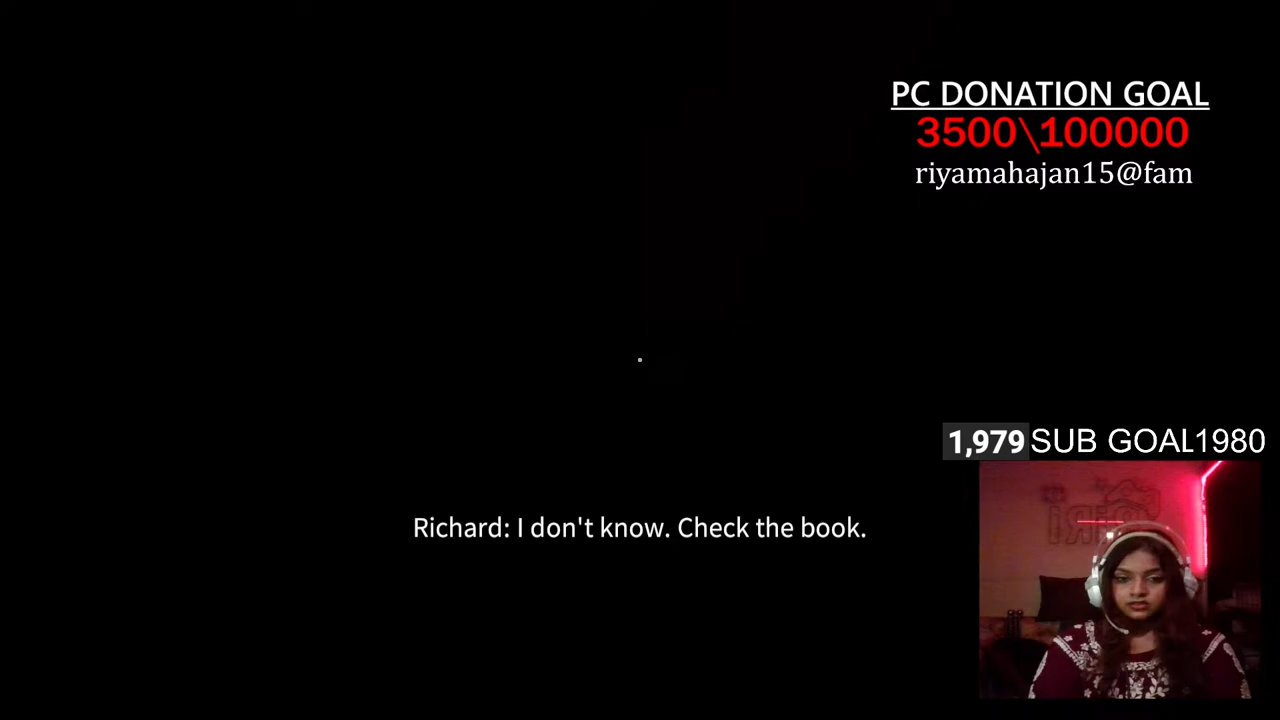 PC DONATION GOAL
3500\100000
riyamahajan15@fam
1,979 SUB GOAL1980
Richard: I don't know. Check the book.